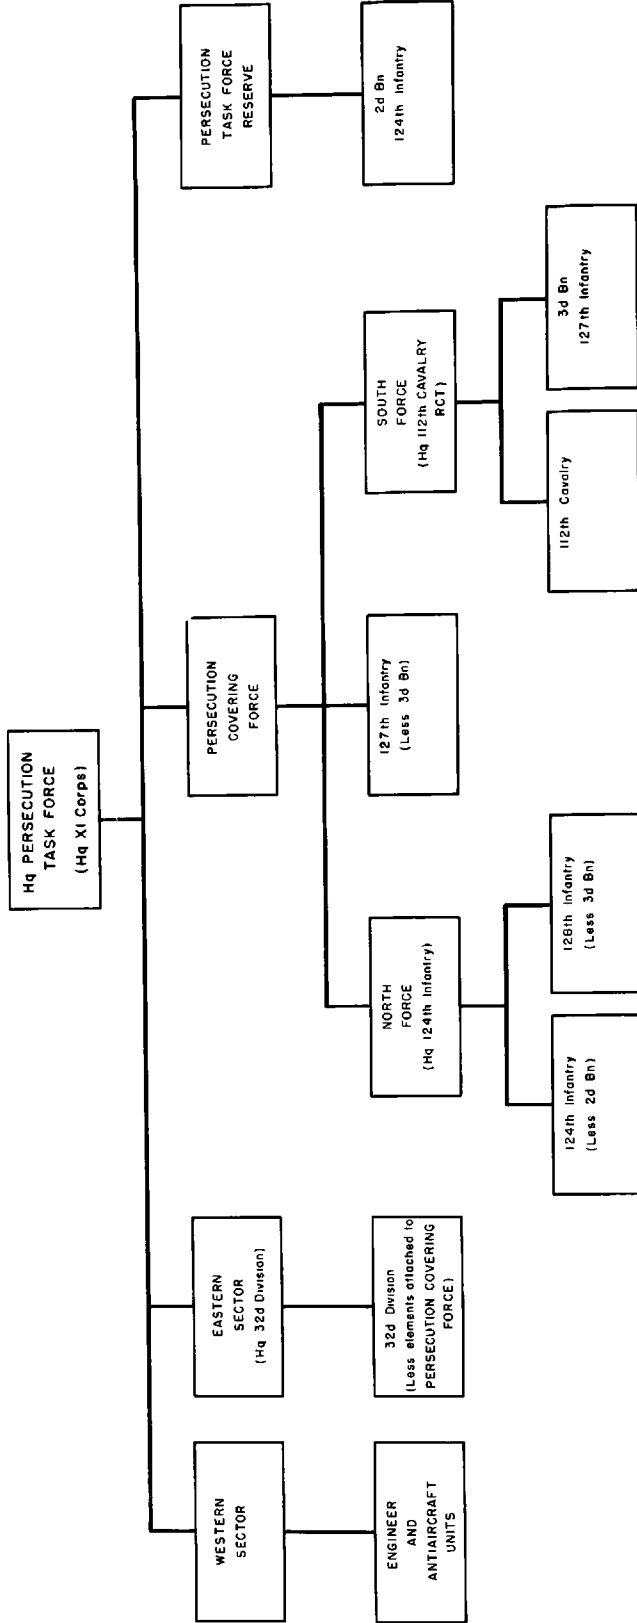 Hq PERSECUTION
TASK FORCE
(Hq XI Corps)
WESTERN
SECTOR
EASTERN
SECTOR
(Hq 32d Division)
PERSECUTION
COVERING
FORCE
PERSECUTION
TASK FORCE
RESERVE
ENGINEER
AND
ANTIAIRCRAFT
UNITS
32d Division
(Less elements attached to
PERSECUTION COVERING
FORCE)
NORTH
FORCE
(Hq 124th Infantry)
127th Infantry
(Less 3d Bn)
SOUTH
FORCE
(Hq 112th CAVALRY
RCT)
2d Bn
124th Infantry
124th Infantry
(Less 2d Bn)
128th Infantry
(Less 3d Bn)
112th Cavalry
3d Bn
127th Infantry